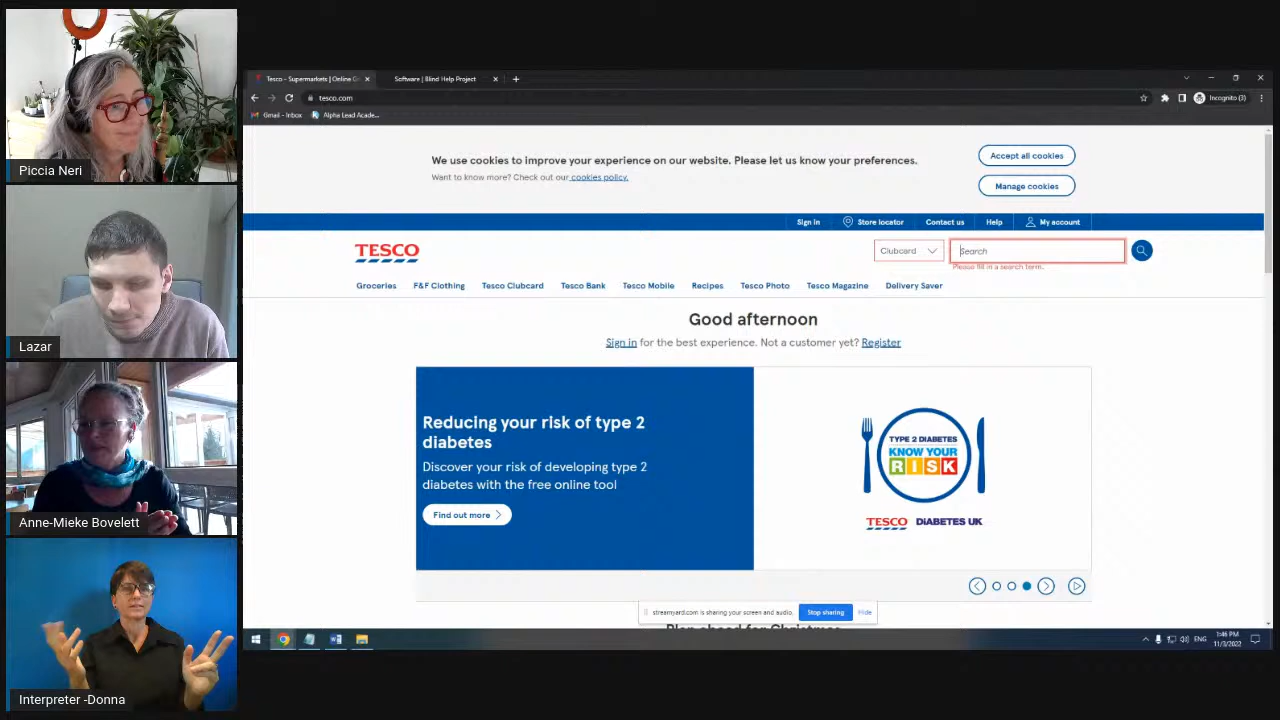 Piccia Neri
Lazar
Anne-Mieke Bovelett
Interpreter -Donna
Tesco - Supermarkets | Online Gr
Software | Blind Help Project
tesco.com
Incognito (3)
Gmail - Inbox
Alpha Lead Acade...
We use cookies to improve your experience on our website. Please let us know your preferences.
Want to know more? Check out our cookies policy.
Accept all cookies
Manage cookies
Sign in
Store locator
Contact us
Help
My account
TESCO
Clubcard
Search
Please fill in a search term.
Groceries
F&F Clothing
Tesco Clubcard
Tesco Bank
Tesco Mobile
Recipes
Tesco Photo
Tesco Magazine
Delivery Saver
Good afternoon
Sign in for the best experience. Not a customer yet? Register
Reducing your risk of type 2
diabetes
Discover your risk of developing type 2
diabetes with the free online tool
Find out more
TYPE 2 DIABETES
KNOW YOUR
RISK
TESCO DIABETES UK
streamyard.com is sharing your screen and audio.
Stop sharing
Hide
Plan ahead for Christmas
ENG
1:46 PM
11/3/2022